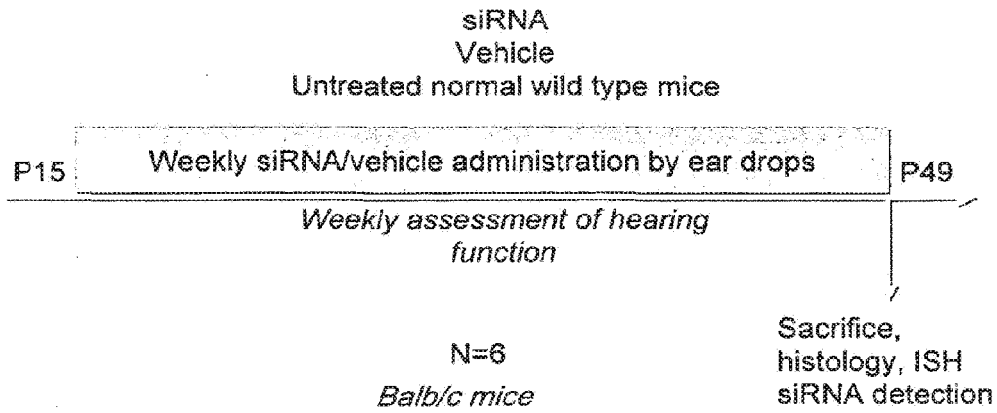 siRNA
Vehicle
Untreated normal wild type mice
P15
Weekly siRNA/vehicle administration by ear drops
P49
Weekly assessment of hearing
function
N=6
Balb/c mice
Sacrifice,
histology, ISH
siRNA detection